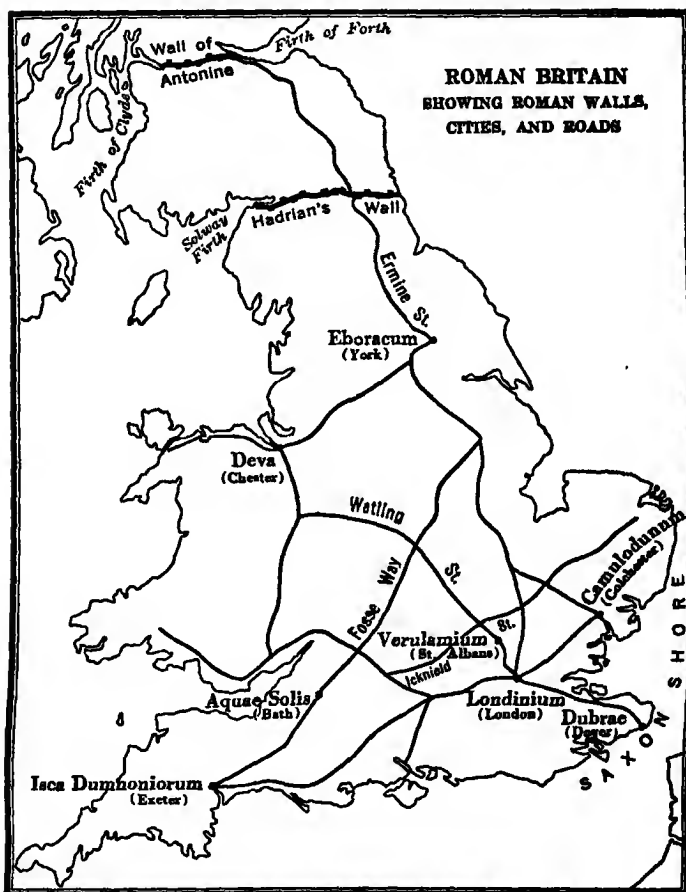 ROMAN BRITAIN
SHOWING ROMAN WALLS,
CITIES, AND ROADS
Firth of Forth
Wall of
Antonine
Firth of Clyde
Hadrian's Wall
Solway
Firth
Ermine St.
Eboracum
(York)
Deva
(Chester)
Watling St.
Fosse Way
Camulodunum
(Colchester)
Verulamium
(St. Albans)
Icknield St.
Aquae Solis
(Bath)
Londinium
(London)
Dubrae
(Dover)
SAXON SHORE
Isca Dumnoniorum
(Exeter)